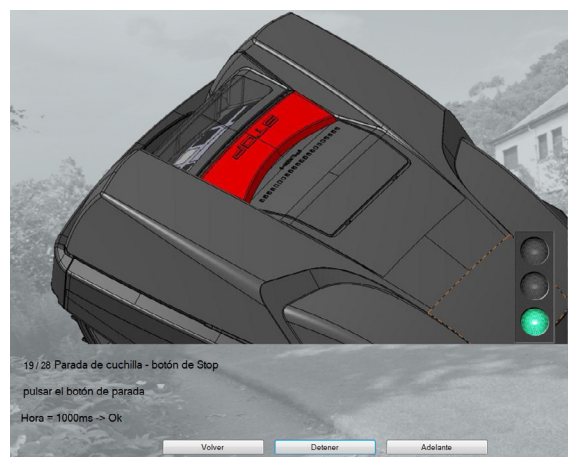 STOP
19 / 28 Parada de cuchilla - botón de Stop
pulsar el botón de parada
Hora = 1000ms -> Ok
Volver
Detener
Adelante